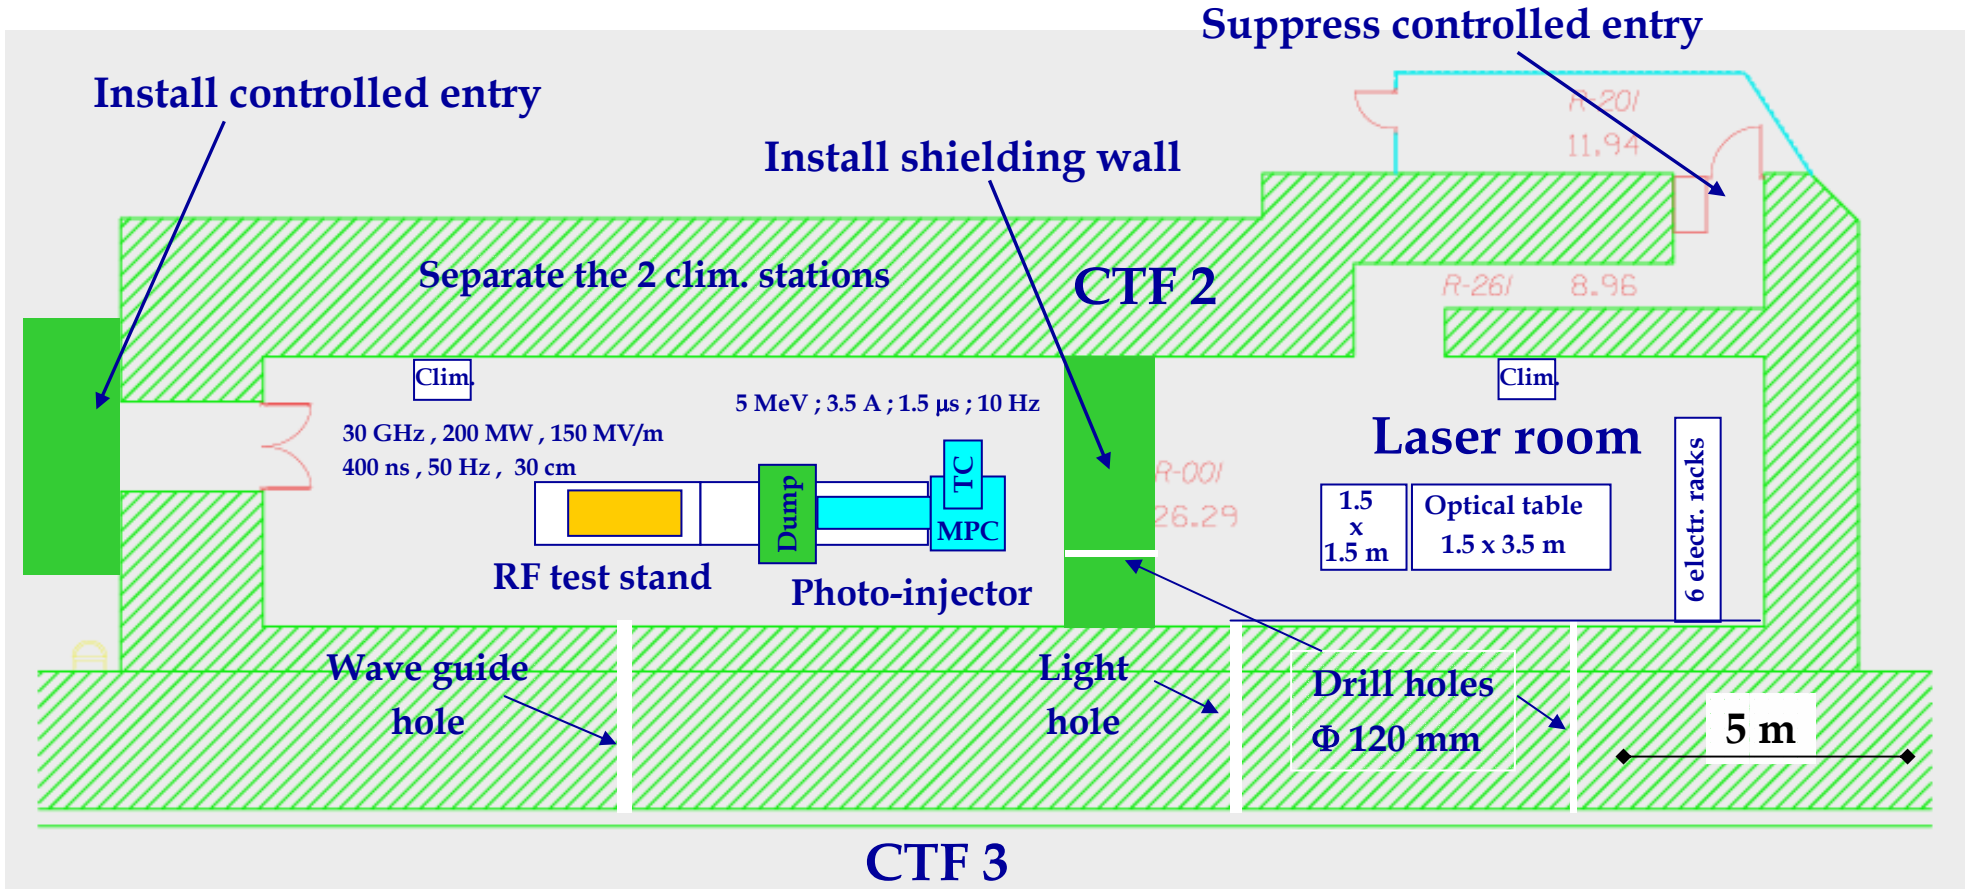 Suppress controlled entry
Install controlled entry
R-201
11.94
Install shielding wall
Separate the 2 clim. stations
CTF 2
R-261 8.96
Clim.
Clim.
5 MeV ; 3.5 A ; 1.5 µs ; 10 Hz
30 GHz , 200 MW , 150 MV/m
400 ns , 50 Hz , 30 cm
Laser room
TC
R-001
26.29
Dump
MPC
1.5
x
1.5 m
Optical table
1.5 x 3.5 m
6 electr. racks
RF test stand
Photo-injector
Wave guide
hole
Light
hole
Drill holes
Φ 120 mm
5 m
CTF 3